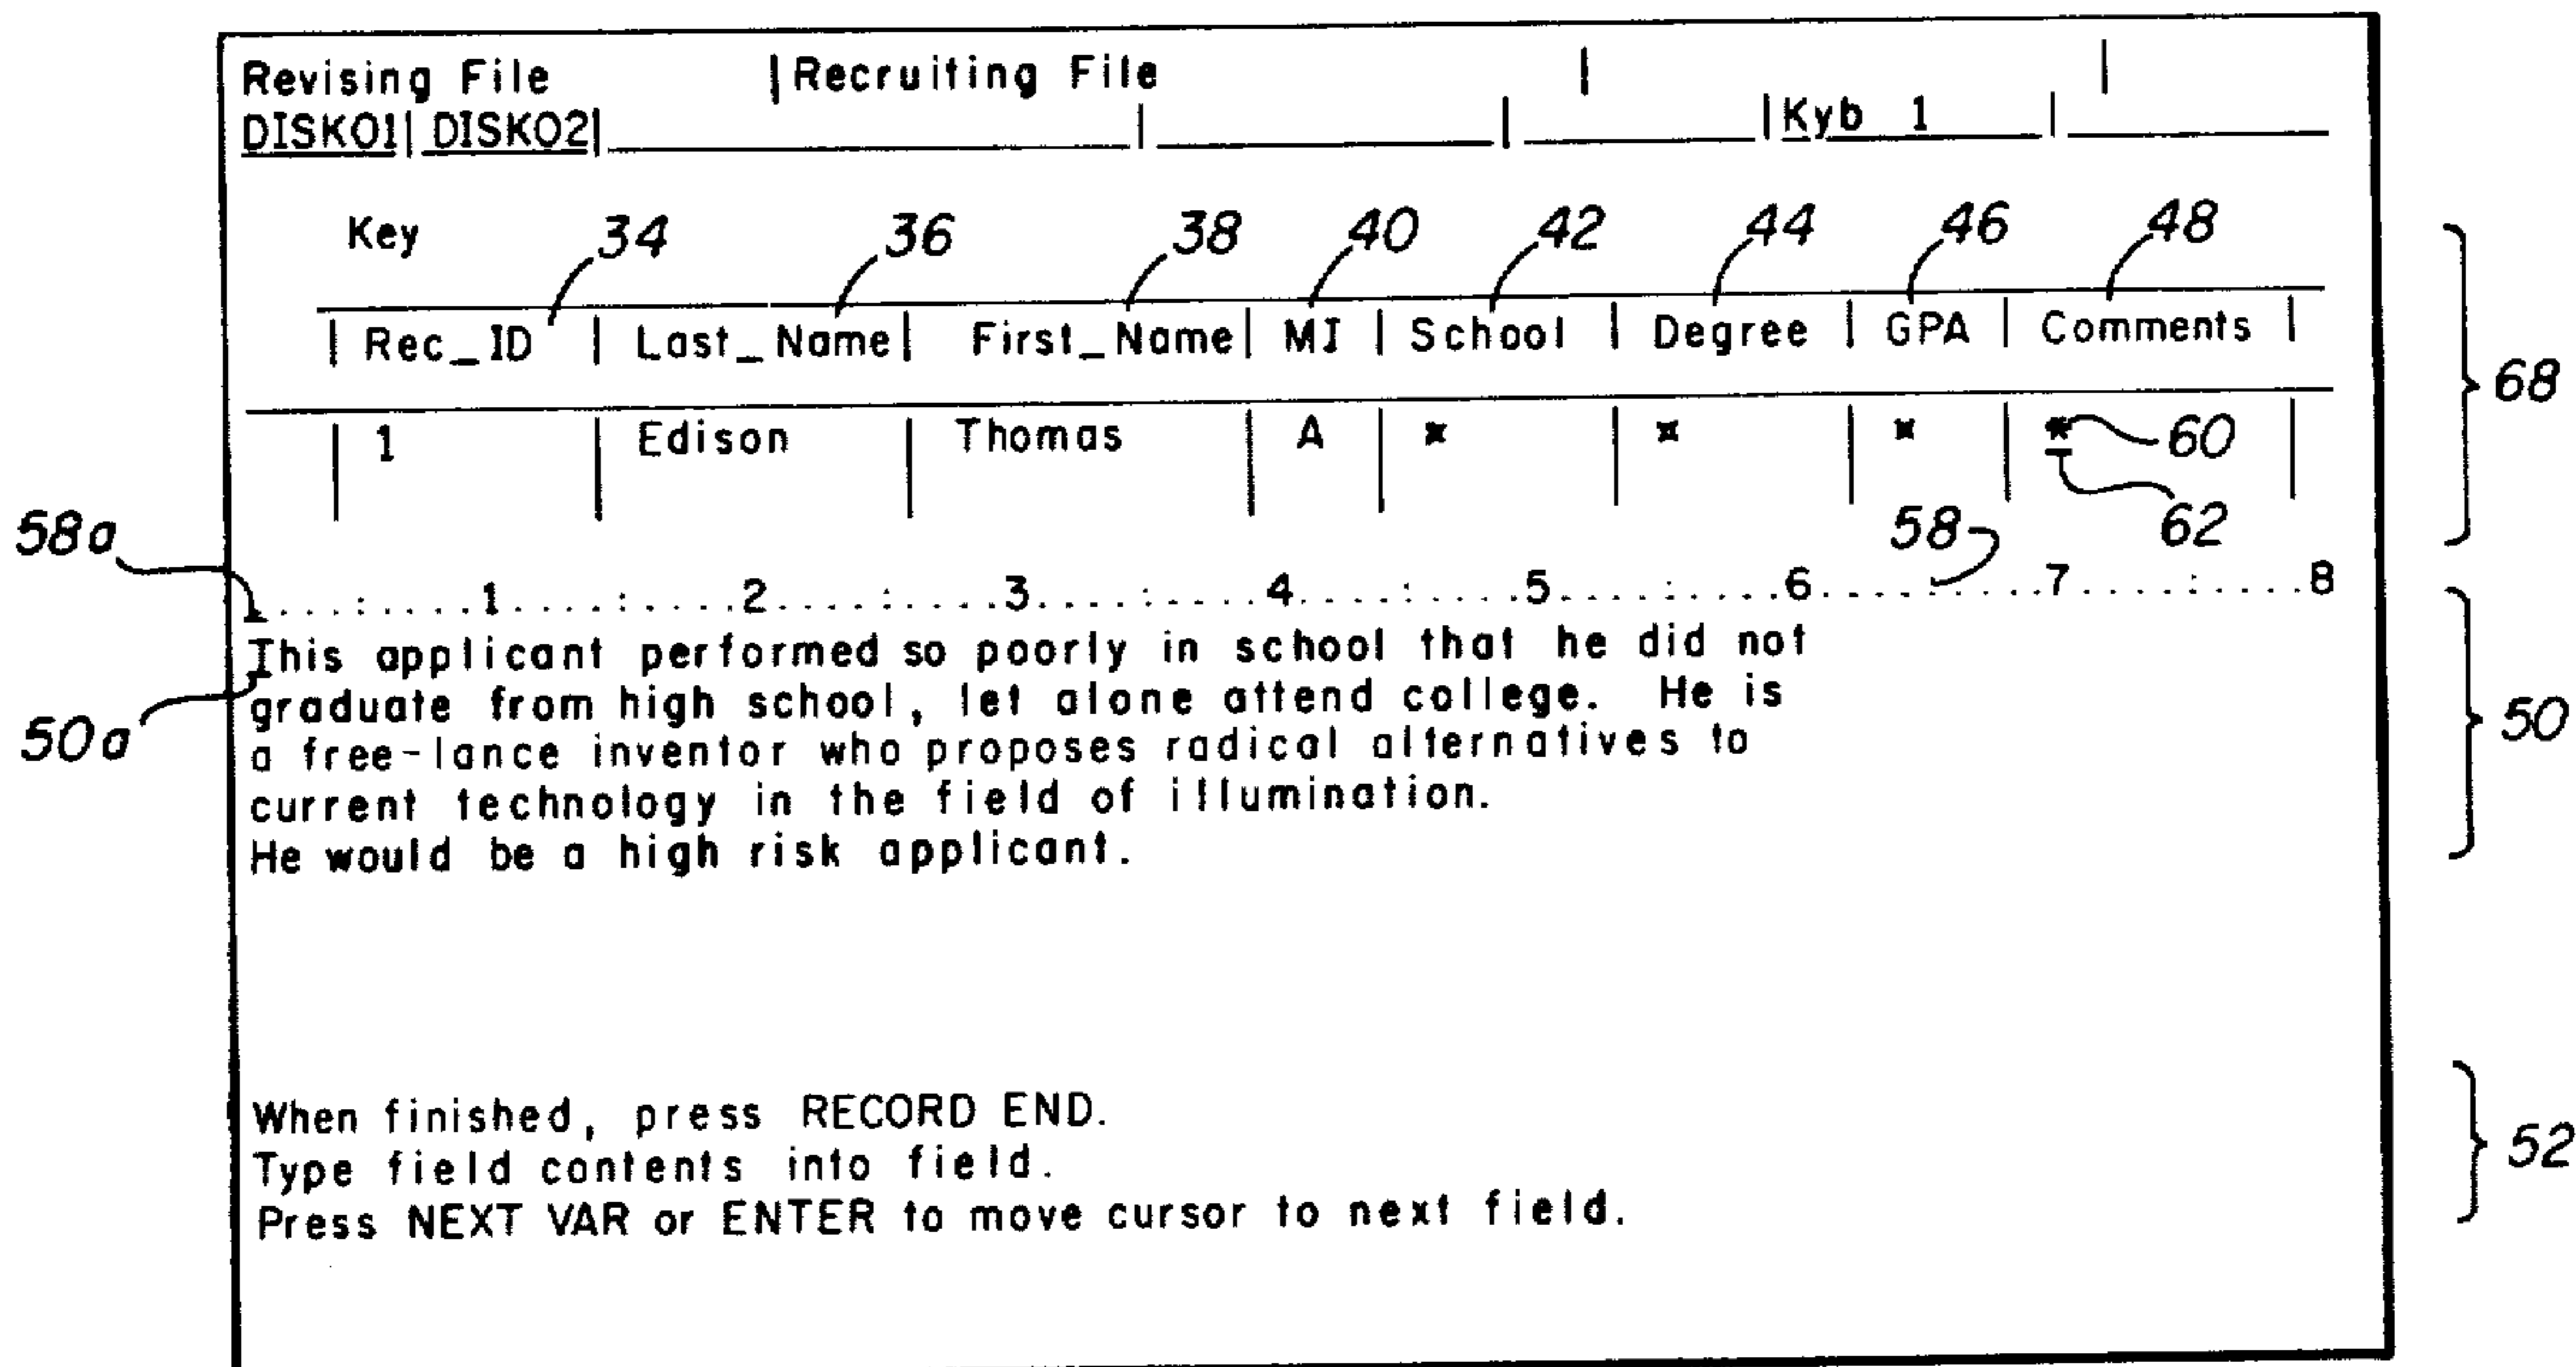 Revising File |Recruiting File | |
DISK01| DISK02| | | |Kyb 1 |
Key 34 36 38 40 42 44 46 48
| Rec_ID | Last_Name| First_Name| MI | School | Degree | GPA | Comments |
68
| 1 | Edison | Thomas | A | * | * | * | * 60
62
58a 58
....:....1....:....2....:....3....:....4....:....5....:....6....:....7....:....8
This applicant performed so poorly in school that he did not
50a graduate from high school, let alone attend college. He is 50
a free-lance inventor who proposes radical alternatives to
current technology in the field of illumination.
He would be a high risk applicant.
When finished, press RECORD END.
Type field contents into field. 52
Press NEXT VAR or ENTER to move cursor to next field.